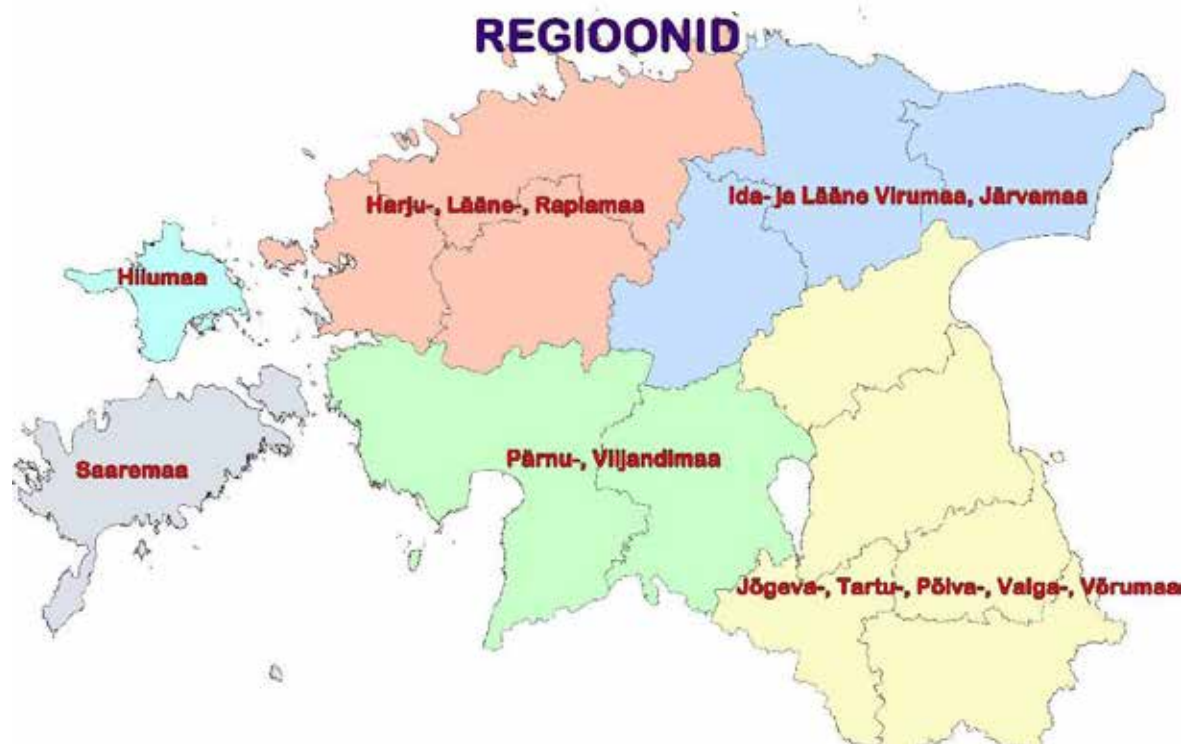 REGIOONID
Harju-, Lääne-, Raplamaa
Ida- ja Lääne Virumaa, Järvamaa
Hiiumaa
Saaremaa
Pärnu-, Viljandimaa
Jõgeva-, Tartu-, Põlva-, Valga-, Võrumaa